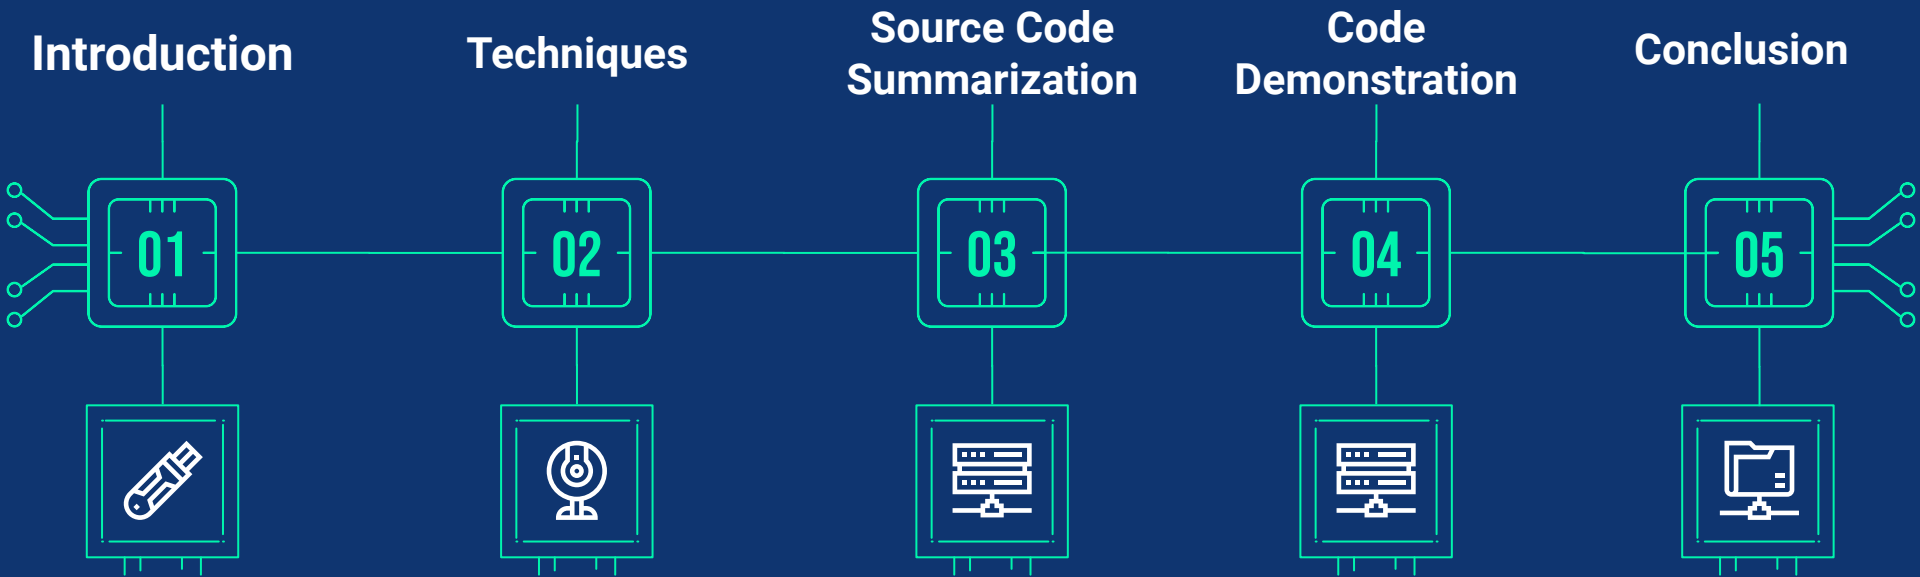 Introduction
Techniques
Source Code
Summarization
Code
Demonstration
Conclusion
01
02
03
04
05